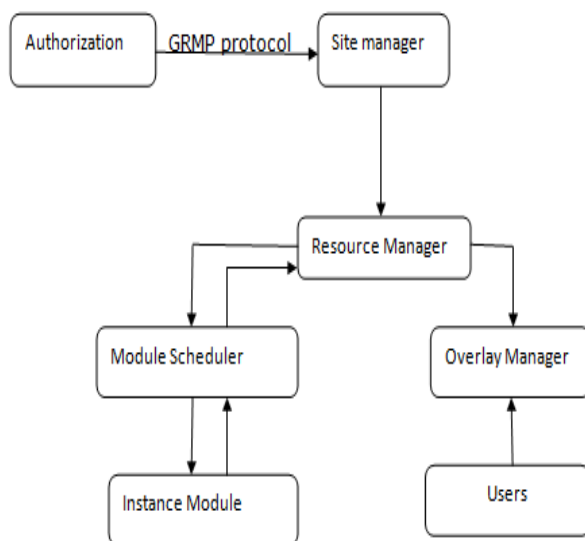 Authorization
GRMP protocol
Site manager
Resource Manager
Module Scheduler
Overlay Manager
Instance Module
Users